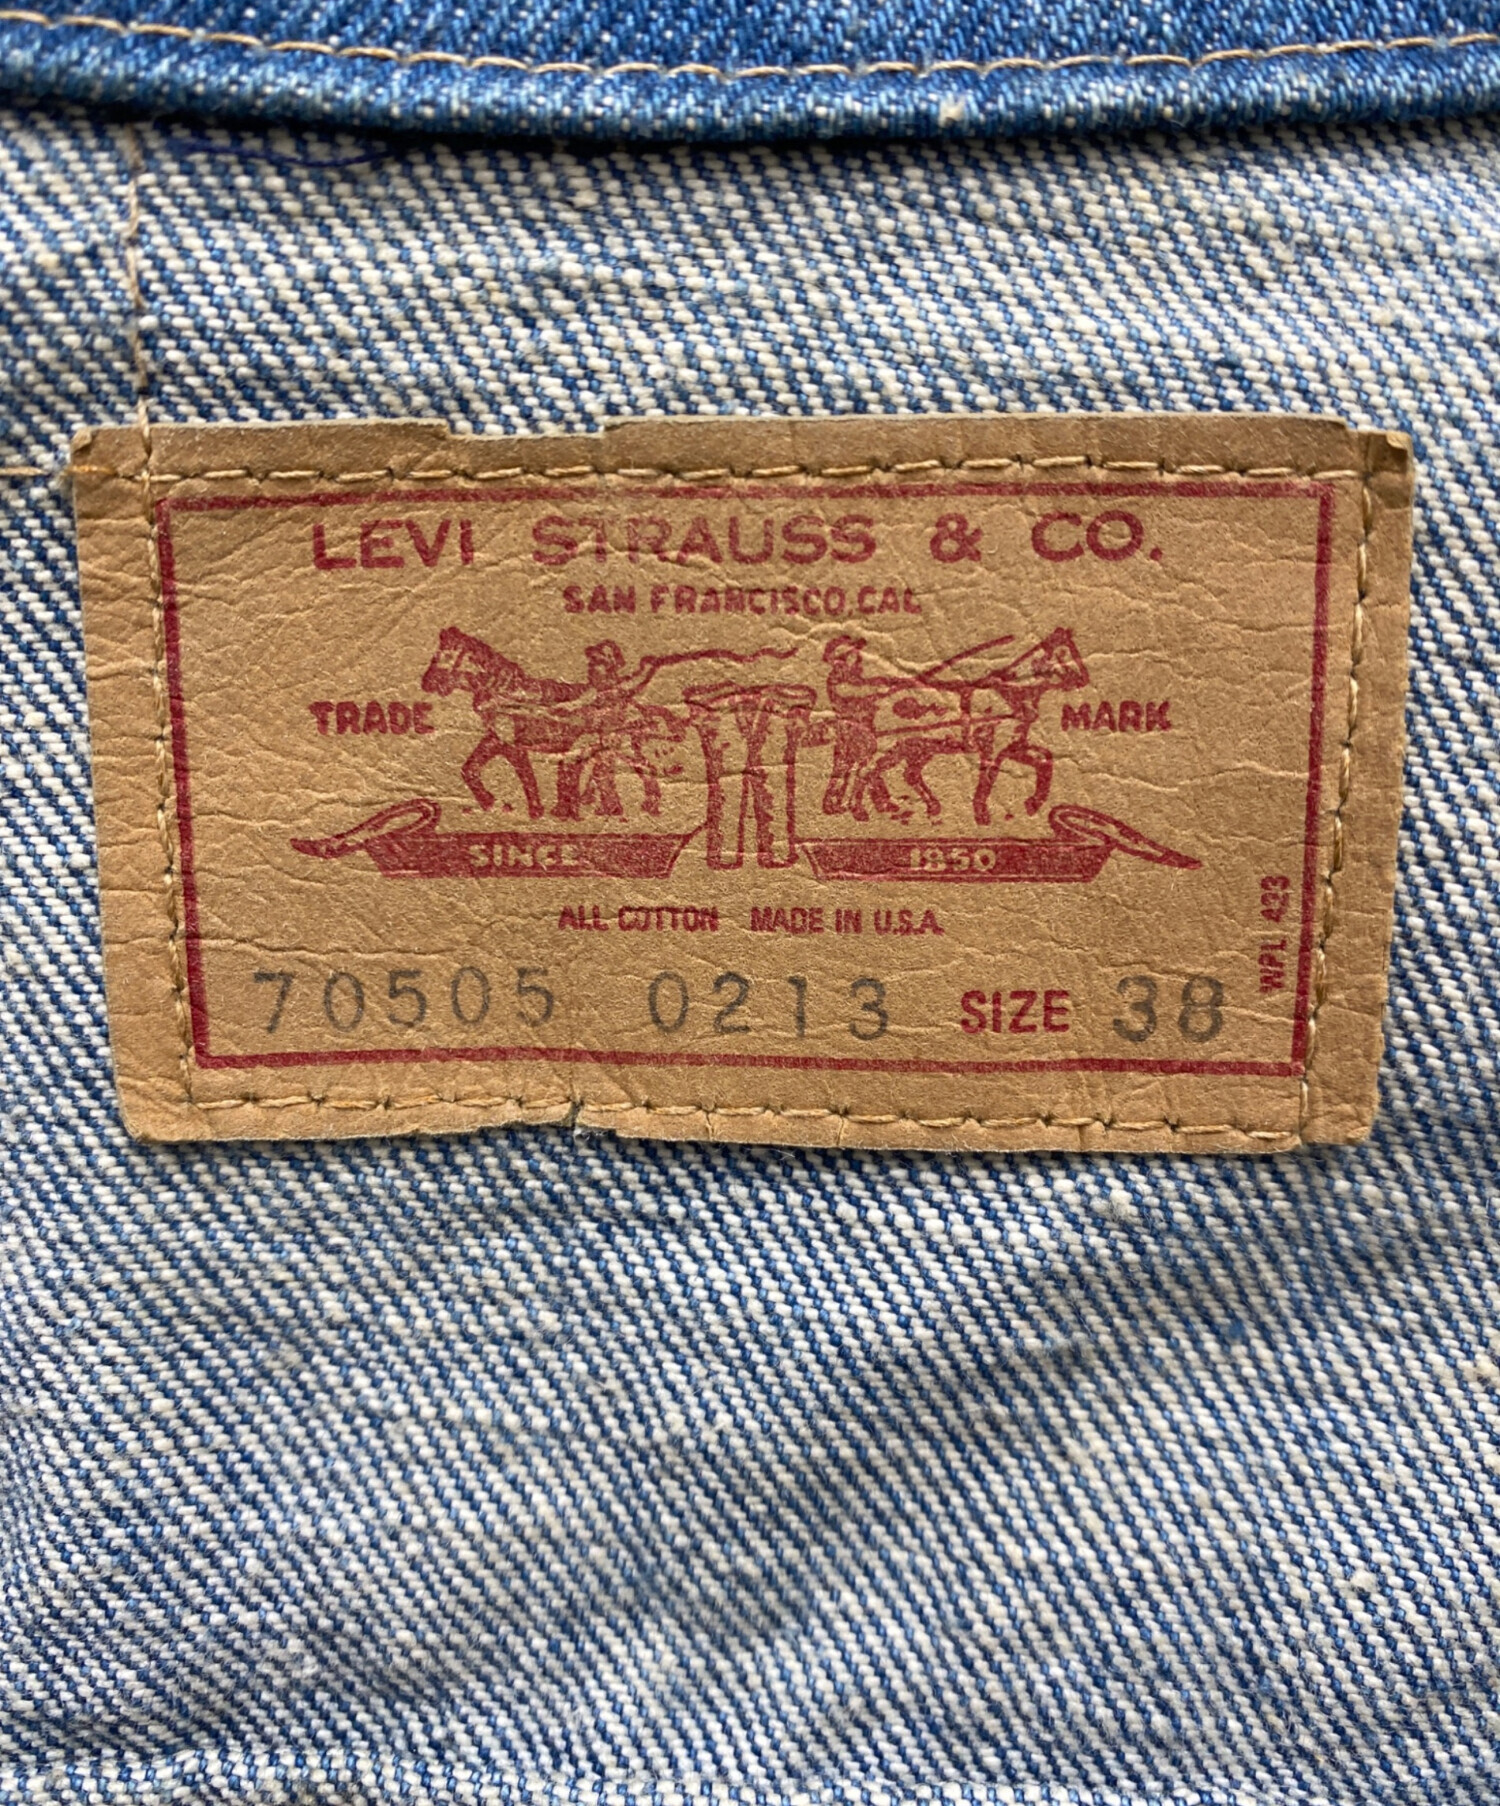 LEVI STRAUSS & CO.
SAN FRANCISCO, CAL
TRADE MARK
SINCE 1850
ALL COTTON MADE IN U.S.A.
WPL 423
70505 0213 SIZE 38